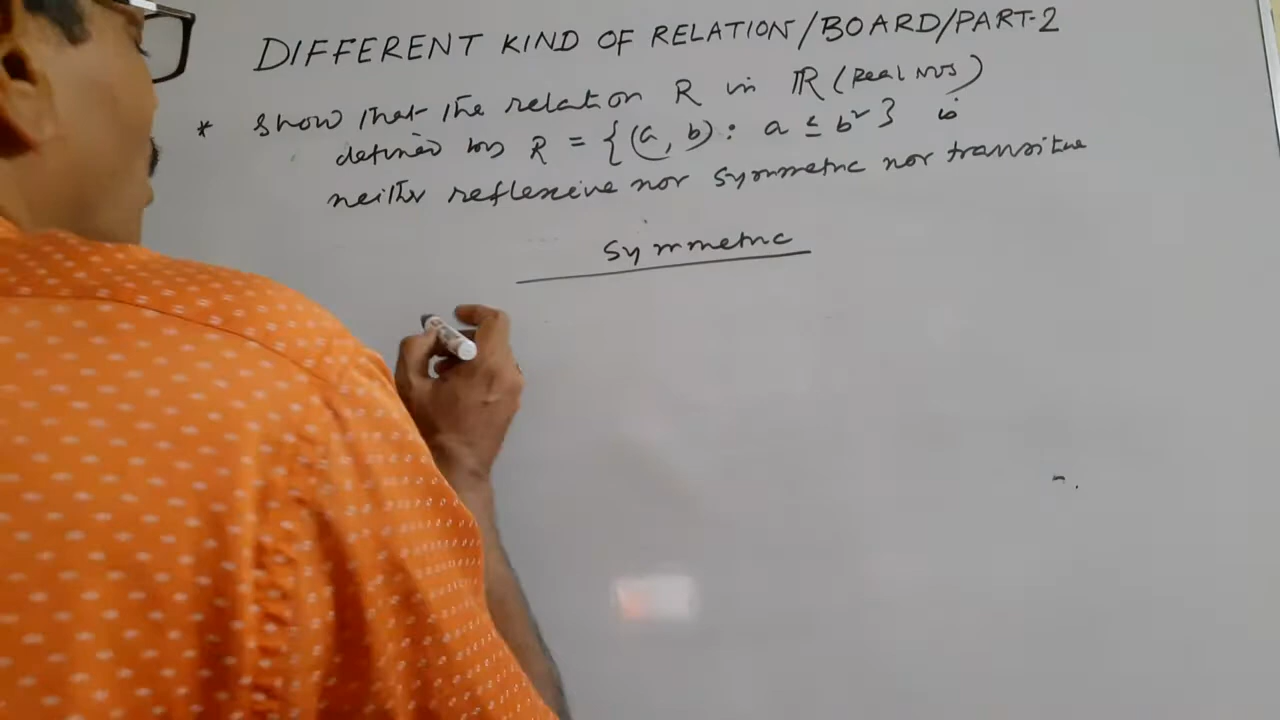 DIFFERENT KIND OF RELATION/BOARD/PART-2
* Show that the relation R in ℝ (Real NOS)
defined by R = {(a, b): a ≤ b² } is
neither reflexive nor symmetric nor transitive
Symmetric